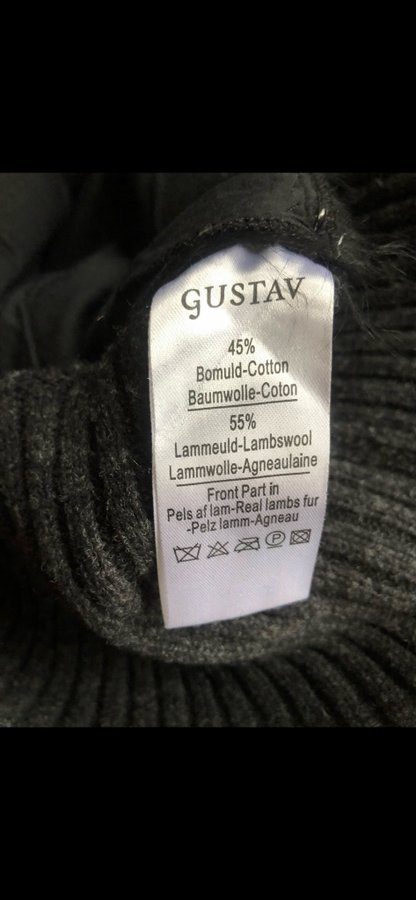 GUSTAV
45%
Bomuld-Cotton
Baumwolle-Coton
55%
Lammeuld-Lambswool
Lammwolle-Agneaulaine
Front Part in
Pels af lam-Real lambs fur
-Pelz lamm-Agneau
P